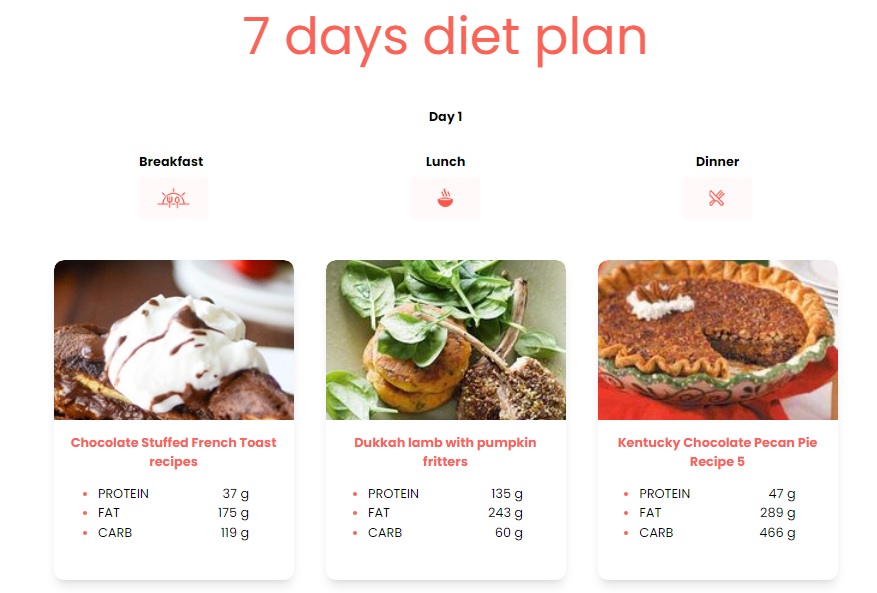 7 days diet plan
Day 1
Breakfast
Lunch
Dinner
Chocolate Stuffed French Toast
recipes
PROTEIN 37 g
FAT 175 g
CARB 119 g
Dukkah lamb with pumpkin
fritters
PROTEIN 135 g
FAT 243 g
CARB 60 g
Kentucky Chocolate Pecan Pie
Recipe 5
PROTEIN 47 g
FAT 289 g
CARB 466 g